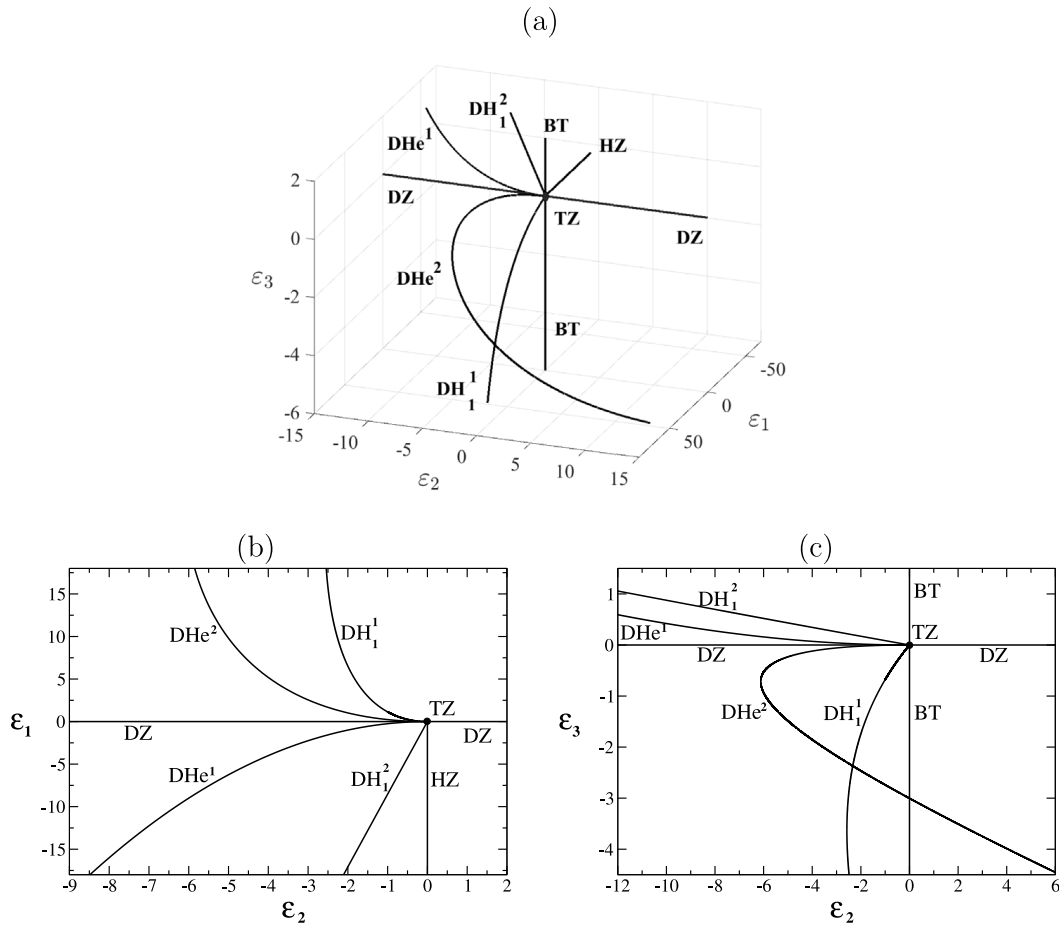 (a)
DHe¹
DH₁²
BT
HZ
DZ
TZ
DZ
DHe²
BT
DH₁¹
ε₃
2
0
-2
-4
-6
-15
-10
-5
0
5
10
15
ε₂
-50
0
50
ε₁
(b)
15
10
5
0
-5
-10
-15
ε₁
DHe²
DH₁¹
TZ
DZ
DZ
DHe¹
DH₁²
HZ
-9 -8 -7 -6 -5 -4 -3 -2 -1 0 1 2
ε₂
(c)
1
0
-1
-2
-3
-4
ε₃
DH₁²
BT
DHe¹
TZ
DZ
DZ
DHe²
DH₁¹
BT
-12 -10 -8 -6 -4 -2 0 2 4 6
ε₂